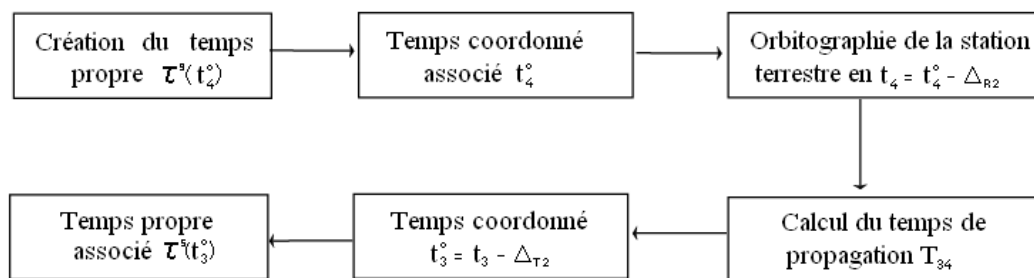 Création du temps
propre τᵍ(t₄°)
Temps coordonné
associé t₄°
Orbitographie de la station
terrestre en t₄ = t₄° - Δ_R2
Calcul du temps de
propagation T₃₄
Temps coordonné
t₃° = t₃ - Δ_T2
Temps propre
associé τˢ(t₃°)